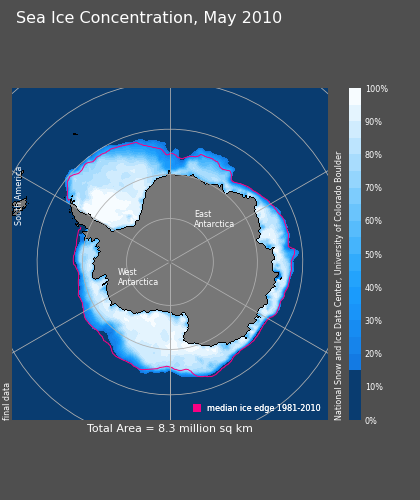 Sea Ice Concentration, May 2010
South America
East
Antarctica
West
Antarctica
median ice edge 1981-2010
final data
National Snow and Ice Data Center, University of Colorado Boulder
100%
90%
80%
70%
60%
50%
40%
30%
20%
10%
0%
Total Area = 8.3 million sq km